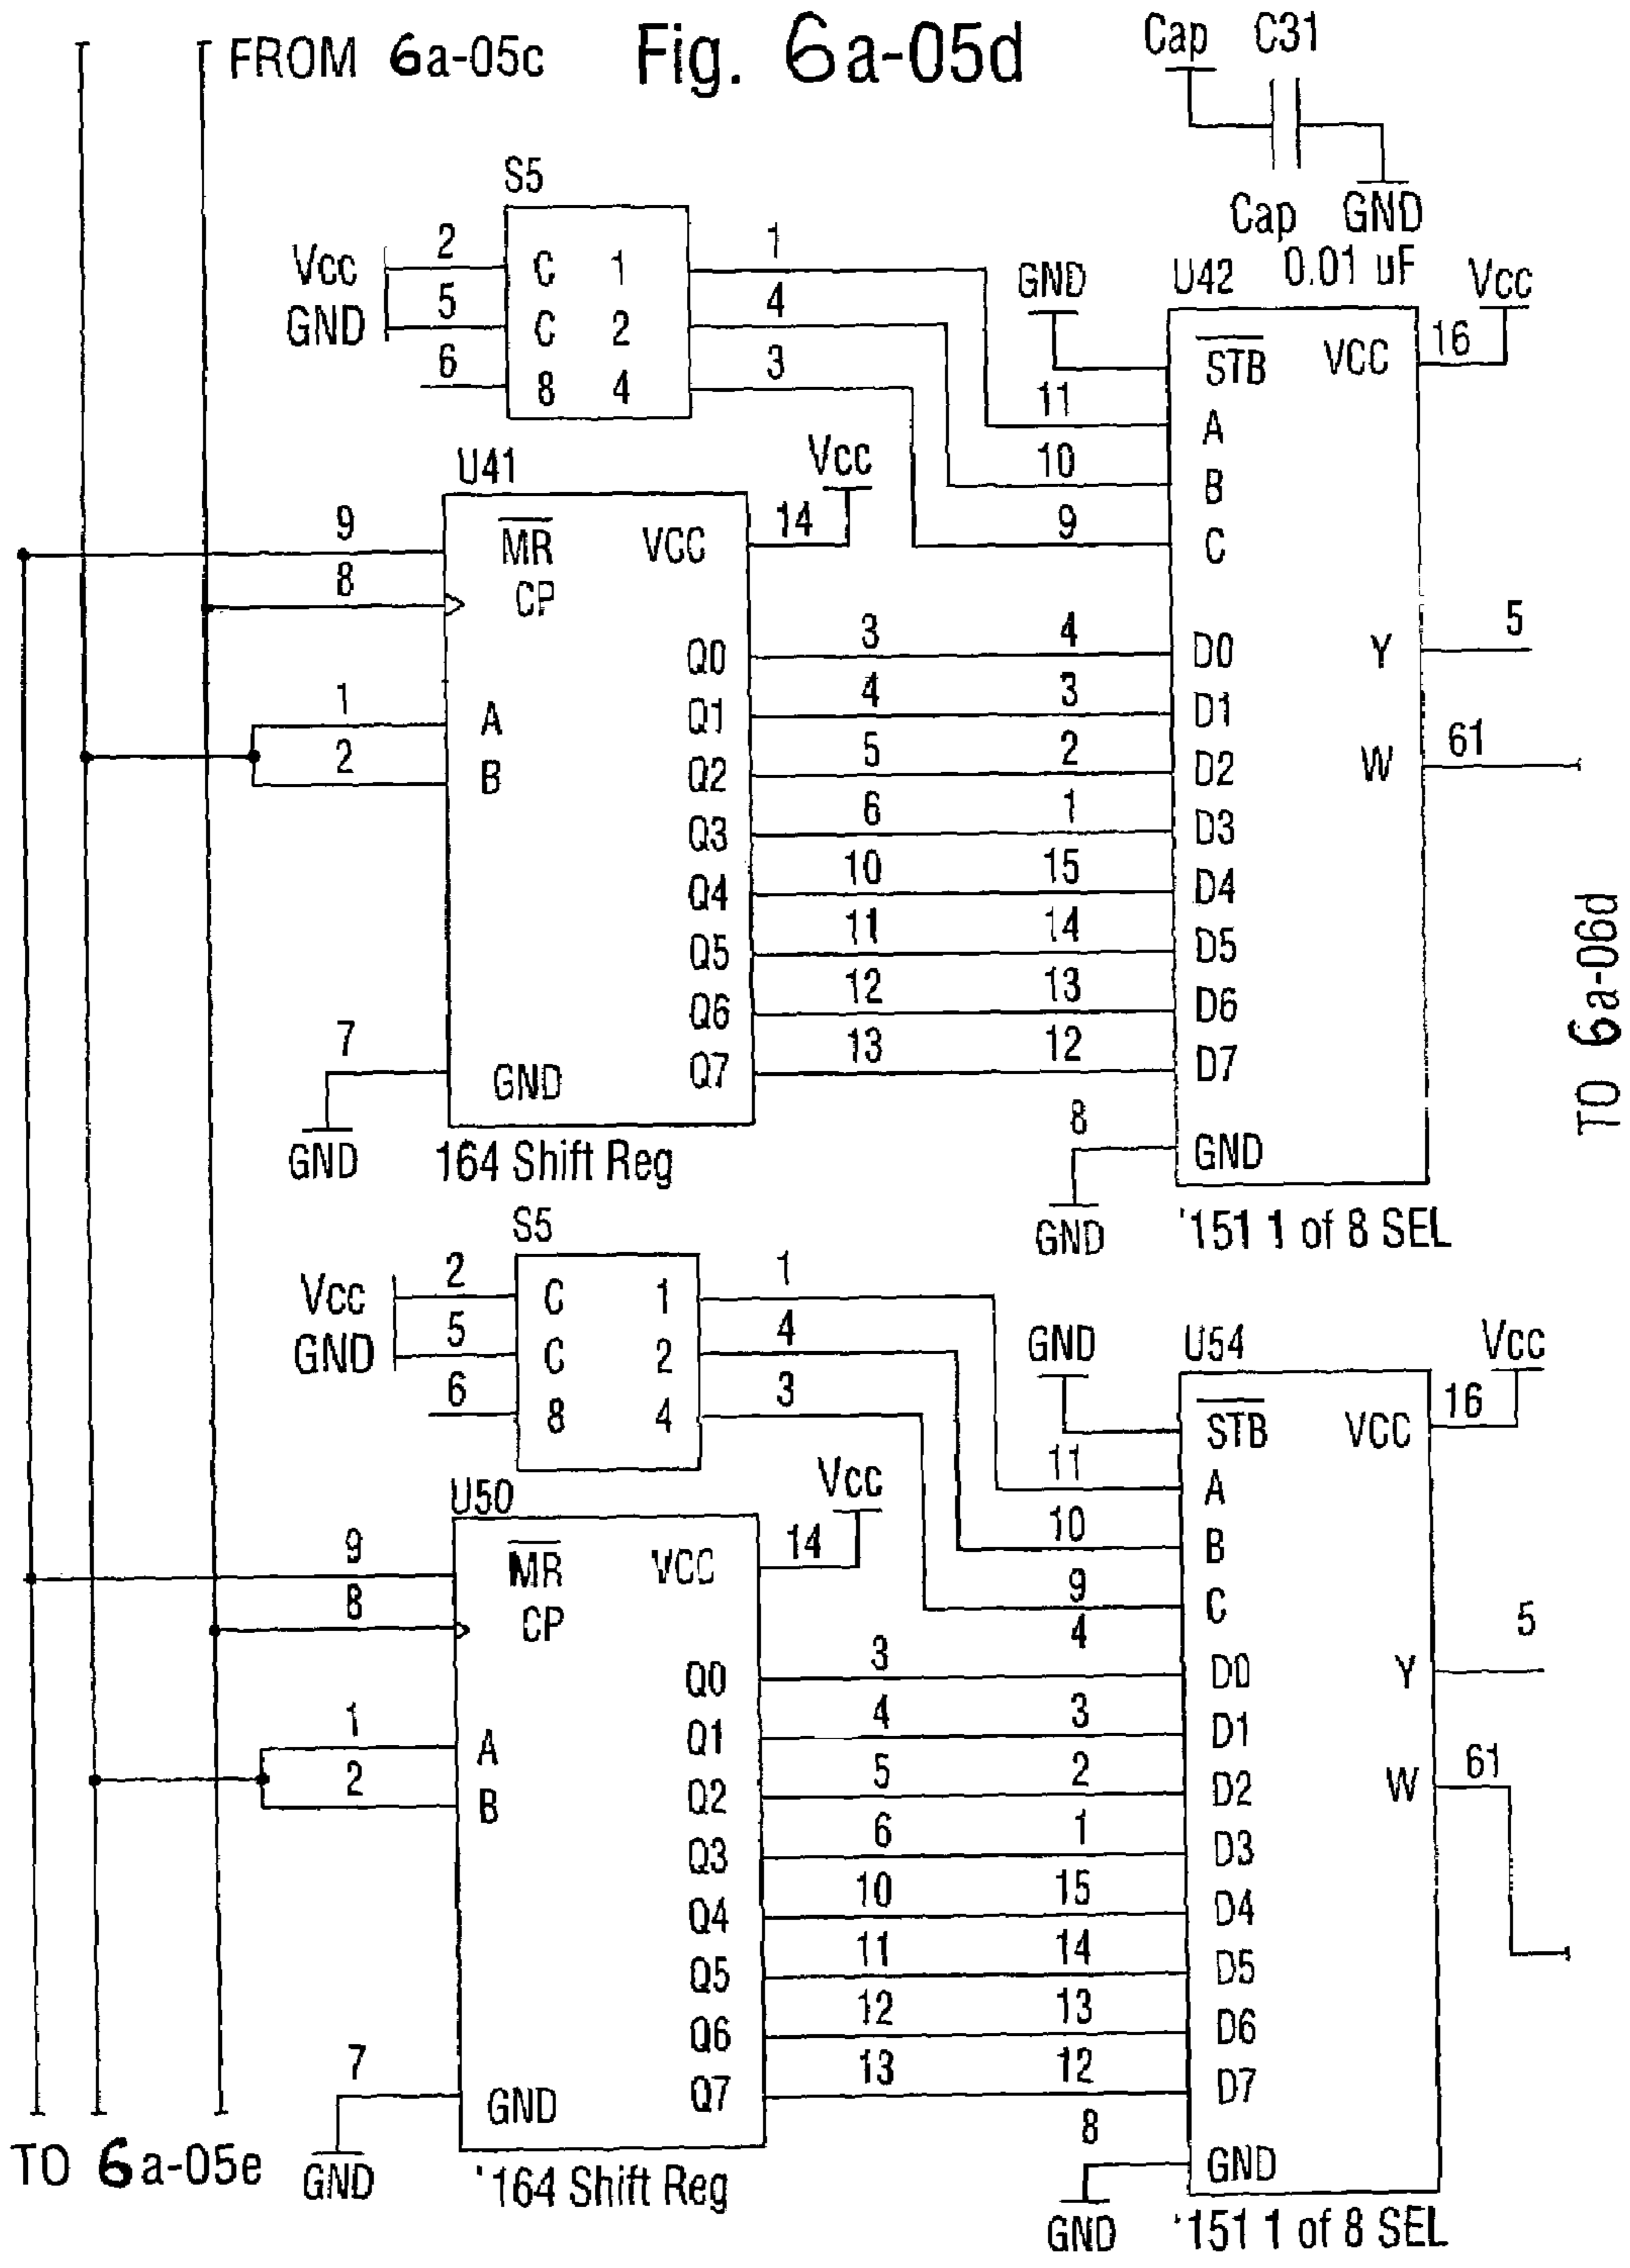 FROM 6a-05c Fig. 6a-05d
Cap C31
Cap GND
0.01 uF
S5
Vcc 2 C 1 1
GND 5 C 2 4
6 8 4 3
GND
U42
Vcc
STB VCC 16
11 A
10 B
9 C
U41
Vcc
9 MR VCC 14
8 CP
Q0 3 4 D0 Y 5
1 A Q1 4 3 D1
2 B Q2 5 2 D2 W 61
Q3 6 1 D3
Q4 10 15 D4
Q5 11 14 D5
Q6 12 13 D6
7 GND Q7 13 12 D7
GND
164 Shift Reg
8 GND
GND
'151 1 of 8 SEL
TO 6a-06d
S5
Vcc 2 C 1 1
GND 5 C 2 4
6 8 4 3
GND
U54
Vcc
STB VCC 16
11 A
10 B
9 C
U50
Vcc
9 MR VCC 14
8 CP
Q0 3 4 D0 Y 5
1 A Q1 4 3 D1
2 B Q2 5 2 D2 W 61
Q3 6 1 D3
Q4 10 15 D4
Q5 11 14 D5
Q6 12 13 D6
7 GND Q7 13 12 D7
GND
'164 Shift Reg
8 GND
GND
'151 1 of 8 SEL
TO 6a-05e